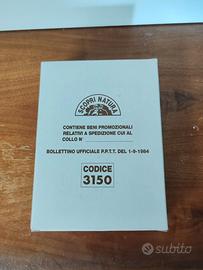 SCOPRI NATURA
CONTIENE BENI PROMOZIONALI
RELATIVI A SPEDIZIONE CUI AL
COLLO N°
BOLLETTINO UFFICIALE P.P.T.T. DEL 1-9-1984
CODICE
3150
subito